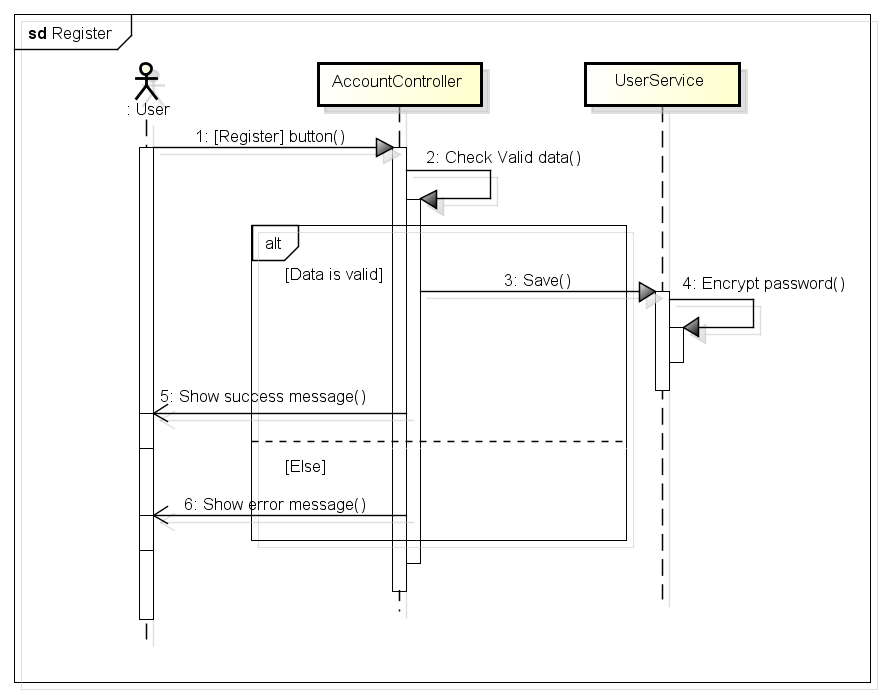 sd Register
: User
AccountController
UserService
1: [Register] button()
2: Check Valid data()
alt
[Data is valid]
3: Save()
4: Encrypt password()
5: Show success message()
[Else]
6: Show error message()